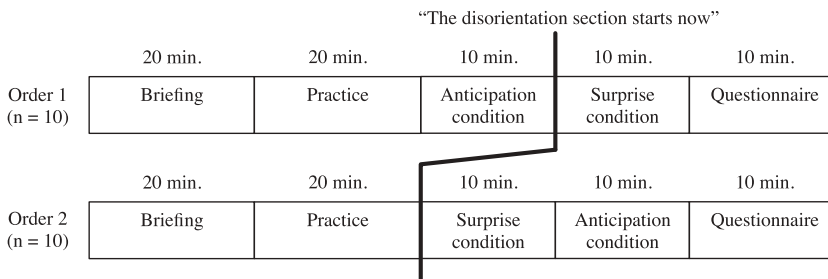 “The disorientation section starts now”
20 min. 20 min. 10 min. 10 min. 10 min.
Order 1 Briefing Practice Anticipation Surprise Questionnaire
(n = 10) condition condition
20 min. 20 min. 10 min. 10 min. 10 min.
Order 2 Briefing Practice Surprise Anticipation Questionnaire
(n = 10) condition condition